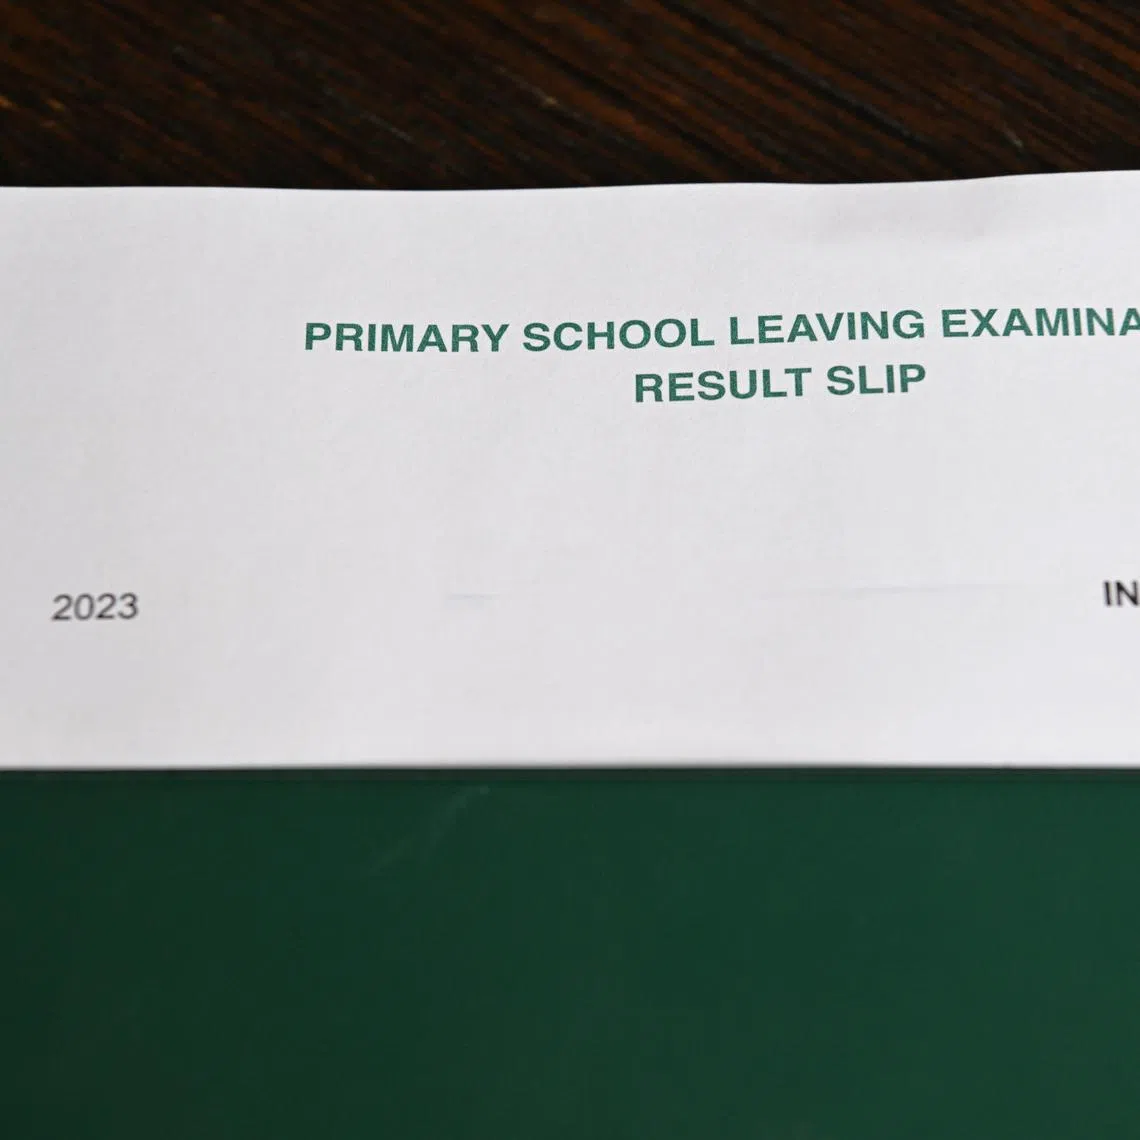 PRIMARY SCHOOL LEAVING EXAMINA
RESULT SLIP
2023 IN